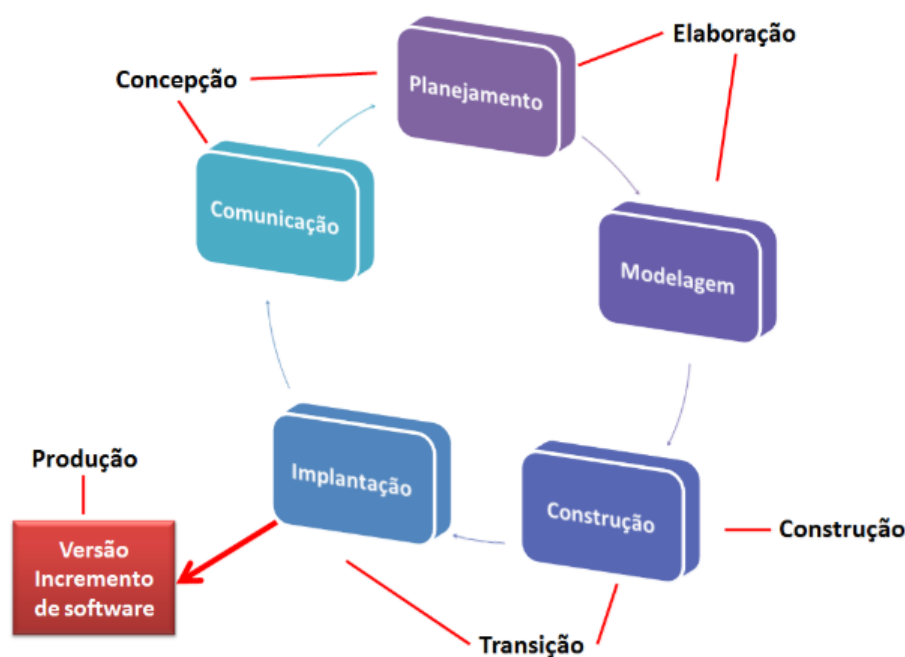 Elaboração
Concepção
Planejamento
Comunicação
Modelagem
Produção
Implantação
Construção
Construção
Versão
Incremento
de software
Transição